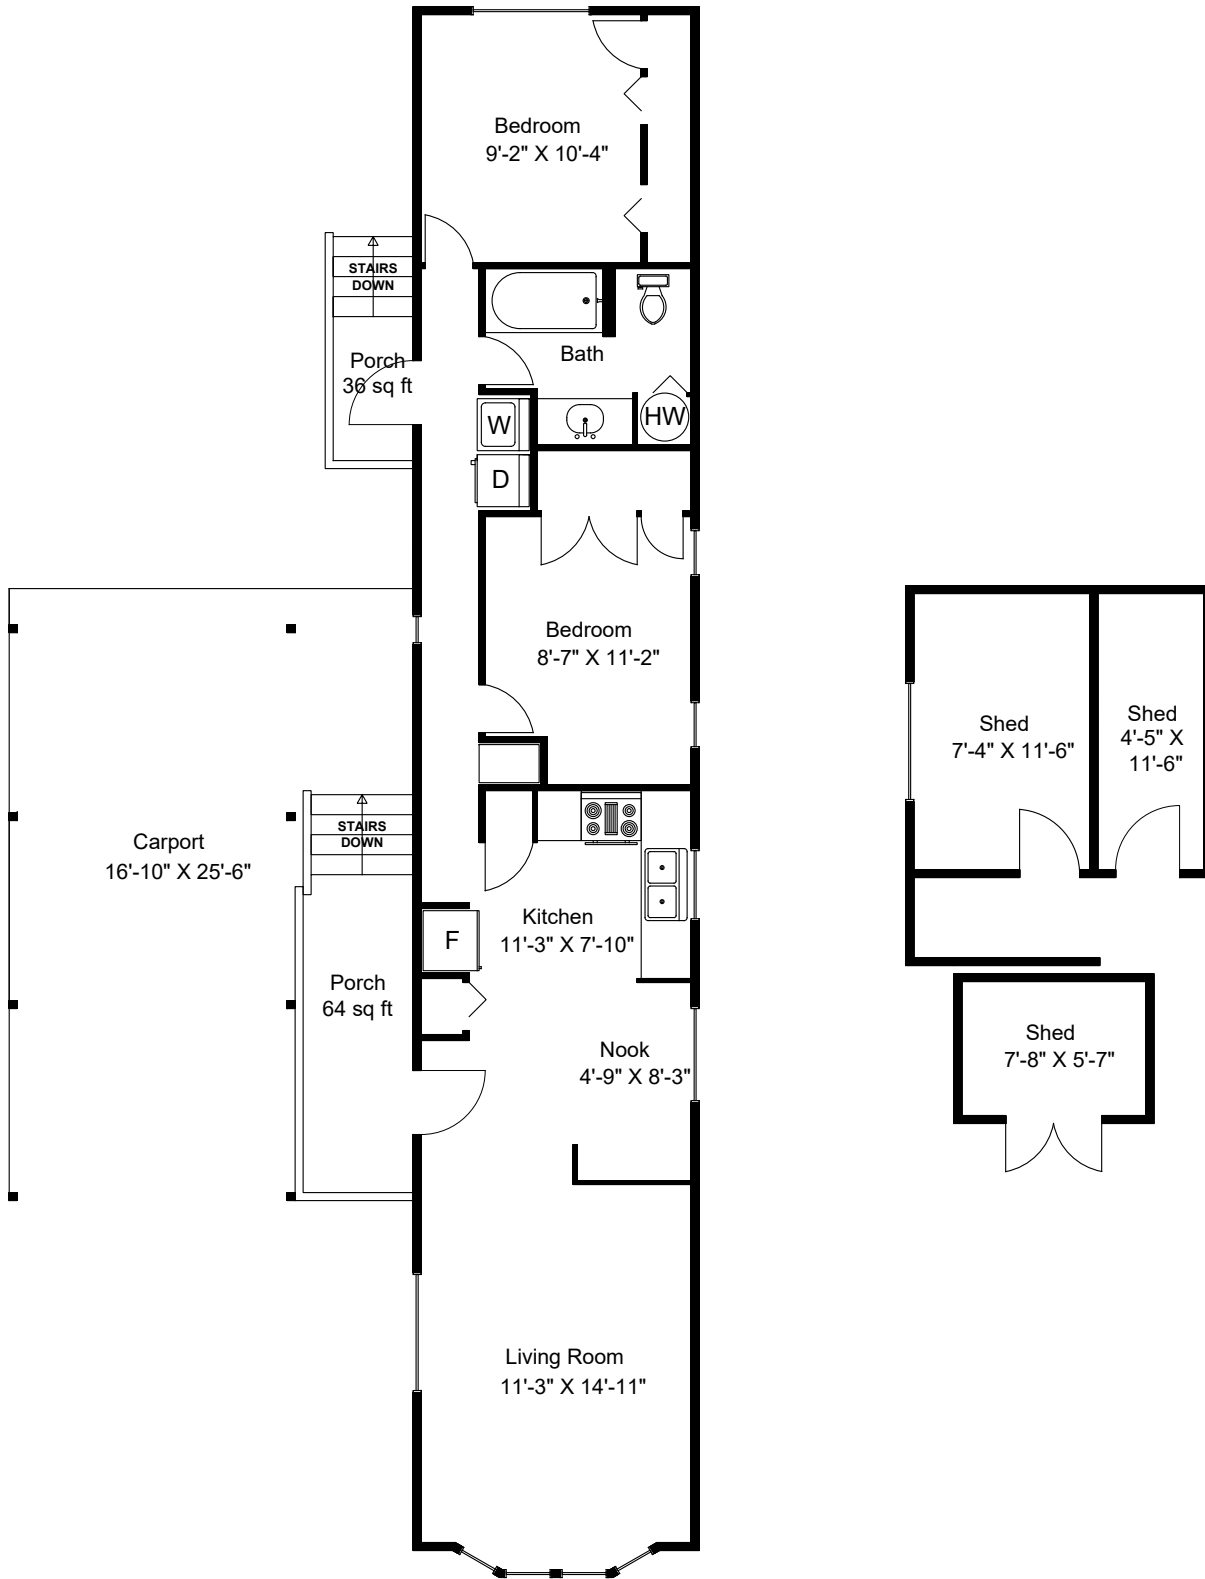 Bedroom
9'-2" X 10'-4"
STAIRS
DOWN
Porch
36 sq ft
Bath
W
HW
D
Bedroom
8'-7" X 11'-2"
Shed
7'-4" X 11'-6"
Shed
4'-5" X
11'-6"
STAIRS
DOWN
Carport
16'-10" X 25'-6"
Kitchen
11'-3" X 7'-10"
F
Porch
64 sq ft
Nook
4'-9" X 8'-3"
Shed
7'-8" X 5'-7"
Living Room
11'-3" X 14'-11"